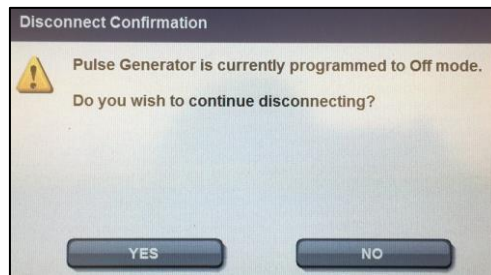 Disconnect Confirmation
Pulse Generator is currently programmed to Off mode.
Do you wish to continue disconnecting?
YES
NO